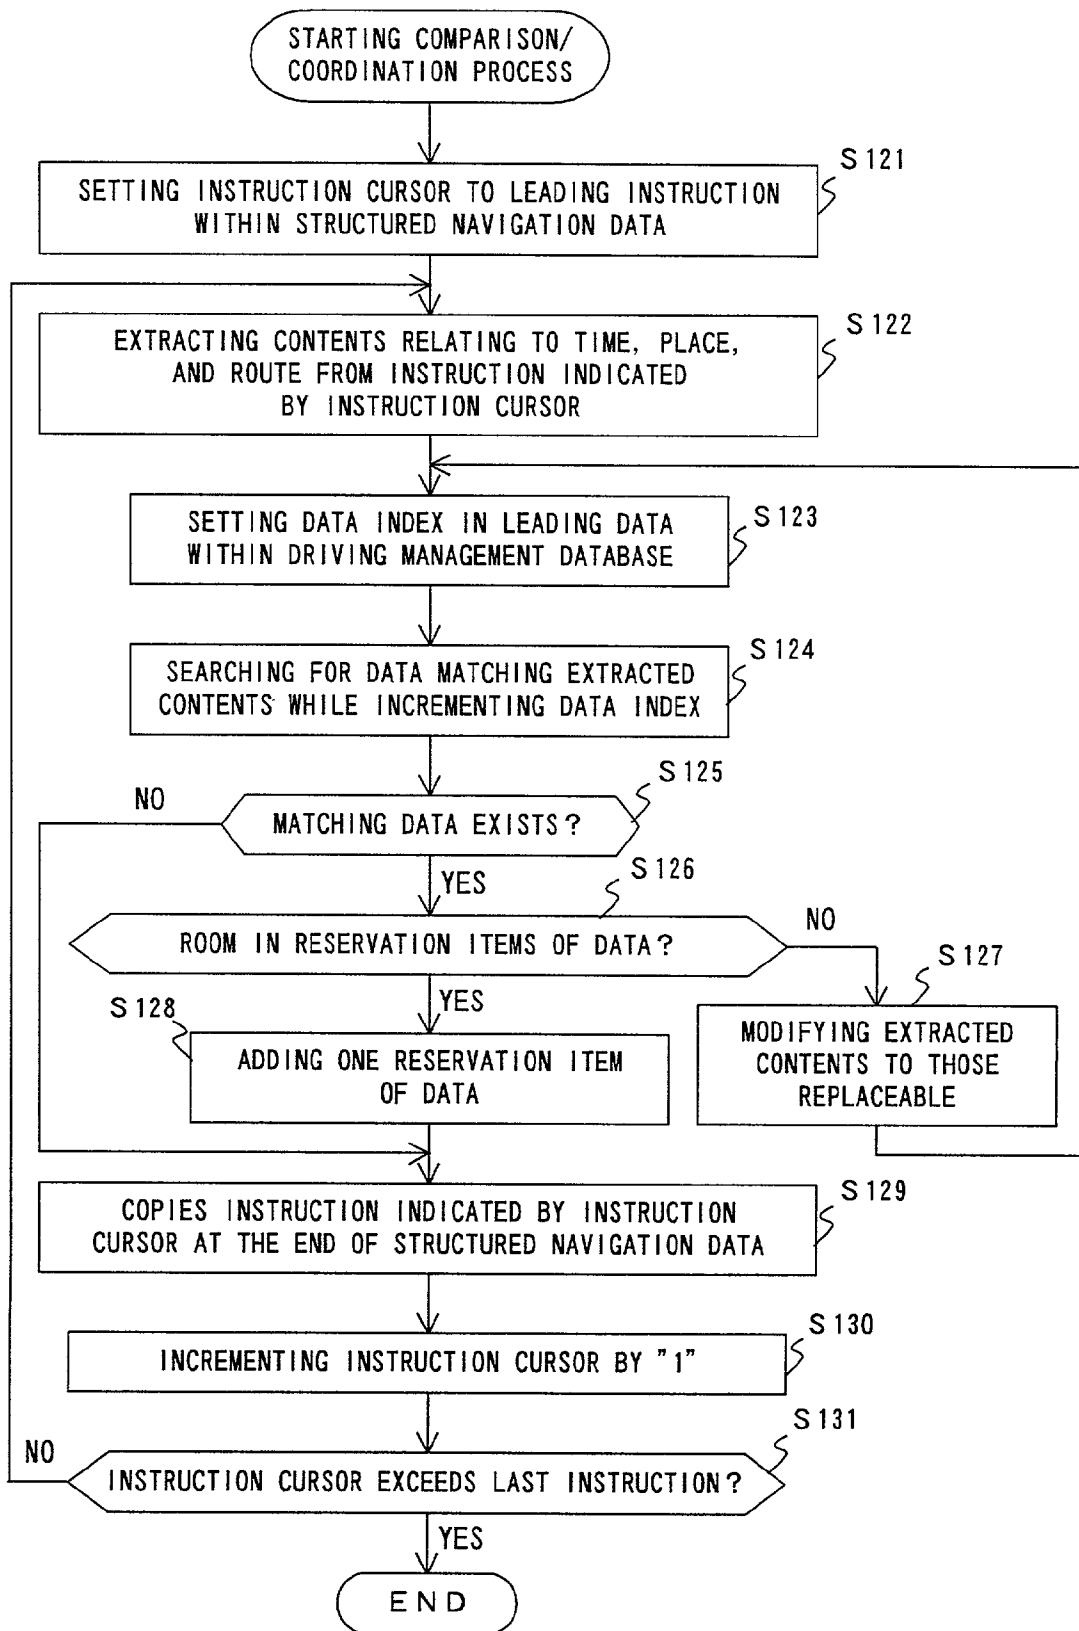 STARTING COMPARISON/
COORDINATION PROCESS
S121
SETTING INSTRUCTION CURSOR TO LEADING INSTRUCTION
WITHIN STRUCTURED NAVIGATION DATA
S122
EXTRACTING CONTENTS RELATING TO TIME, PLACE,
AND ROUTE FROM INSTRUCTION INDICATED
BY INSTRUCTION CURSOR
S123
SETTING DATA INDEX IN LEADING DATA
WITHIN DRIVING MANAGEMENT DATABASE
S124
SEARCHING FOR DATA MATCHING EXTRACTED
CONTENTS WHILE INCREMENTING DATA INDEX
S125
NO
MATCHING DATA EXISTS?
YES
S126
ROOM IN RESERVATION ITEMS OF DATA?
NO
YES
S127
MODIFYING EXTRACTED
CONTENTS TO THOSE
REPLACEABLE
S128
ADDING ONE RESERVATION ITEM
OF DATA
S129
COPIES INSTRUCTION INDICATED BY INSTRUCTION
CURSOR AT THE END OF STRUCTURED NAVIGATION DATA
S130
INCREMENTING INSTRUCTION CURSOR BY "1"
S131
NO
INSTRUCTION CURSOR EXCEEDS LAST INSTRUCTION?
YES
END